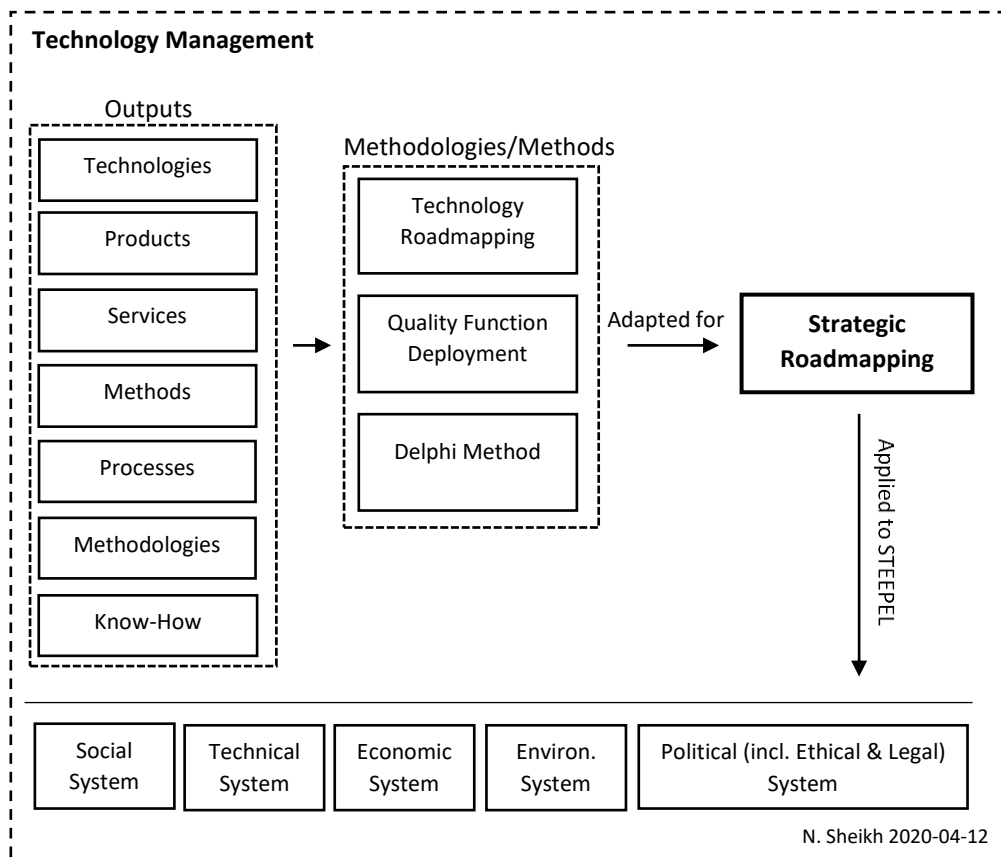 Technology Management
Outputs
Technologies
Products
Services
Methods
Processes
Methodologies
Know-How
Methodologies/Methods
Technology
Roadmapping
Quality Function
Deployment
Delphi Method
Adapted for
Strategic
Roadmapping
Applied to STEEPEL
Social
System
Technical
System
Economic
System
Environ.
System
Political (incl. Ethical & Legal)
System
N. Sheikh 2020-04-12